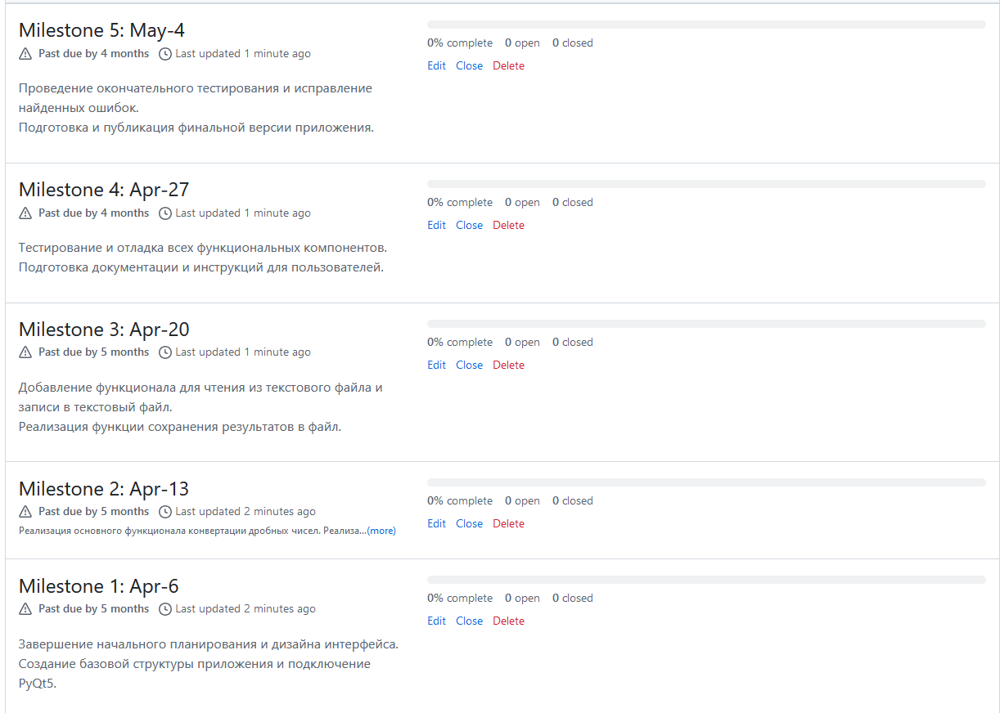 Milestone 5: May-4
Past due by 4 months Last updated 1 minute ago
Проведение окончательного тестирования и исправление
найденных ошибок.
Подготовка и публикация финальной версии приложения.
0% complete 0 open 0 closed
Edit Close Delete
Milestone 4: Apr-27
Past due by 4 months Last updated 1 minute ago
Тестирование и отладка всех функциональных компонентов.
Подготовка документации и инструкций для пользователей.
0% complete 0 open 0 closed
Edit Close Delete
Milestone 3: Apr-20
Past due by 5 months Last updated 1 minute ago
Добавление функционала для чтения из текстового файла и
записи в текстовый файл.
Реализация функции сохранения результатов в файл.
0% complete 0 open 0 closed
Edit Close Delete
Milestone 2: Apr-13
Past due by 5 months Last updated 2 minutes ago
Реализация основного функционала конвертации дробных чисел. Реализа...(more)
0% complete 0 open 0 closed
Edit Close Delete
Milestone 1: Apr-6
Past due by 5 months Last updated 2 minutes ago
Завершение начального планирования и дизайна интерфейса.
Создание базовой структуры приложения и подключение
PyQt5.
0% complete 0 open 0 closed
Edit Close Delete